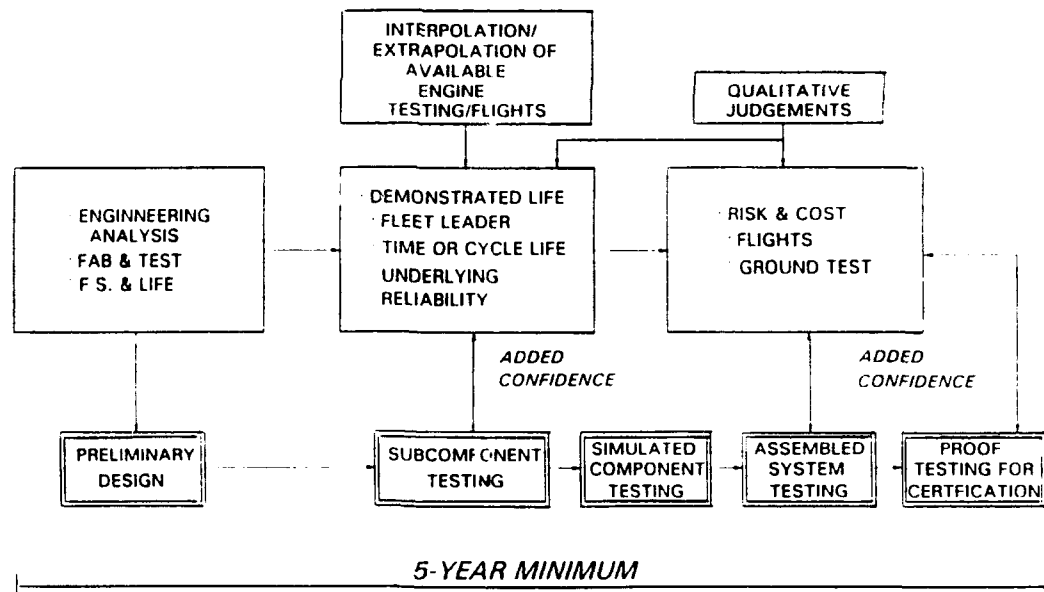 INTERPOLATION/
EXTRAPOLATION OF
AVAILABLE
ENGINE
TESTING/FLIGHTS
QUALITATIVE
JUDGEMENTS
· ENGINNEERING
ANALYSIS
· FAB & TEST
· F S. & LIFE
· DEMONSTRATED LIFE
· FLEET LEADER
· TIME OR CYCLE LIFE
UNDERLYING
RELIABILITY
· RISK & COST
· FLIGHTS
· GROUND TEST
ADDED
CONFIDENCE
ADDED
CONFIDENCE
PRELIMINARY
DESIGN
SUBCOMPONENT
TESTING
SIMULATED
COMPONENT
TESTING
ASSEMBLED
SYSTEM
TESTING
PROOF
TESTING FOR
CERTFICATION
5-YEAR MINIMUM